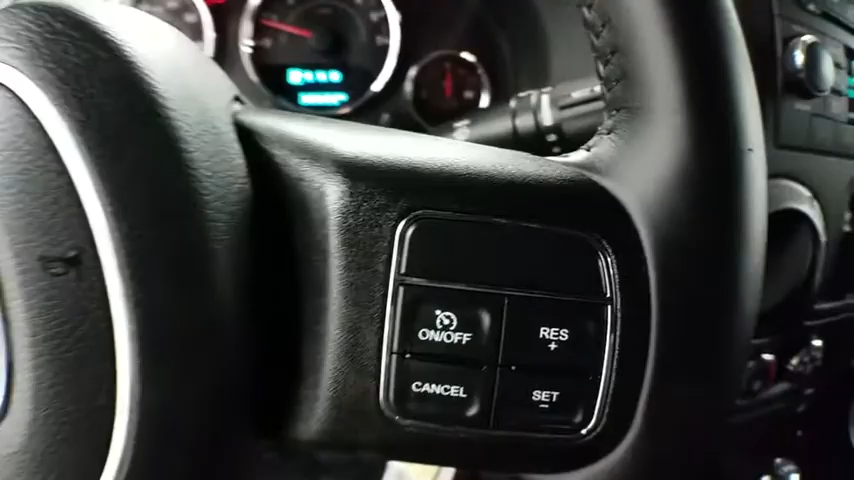 ON/OFF
RES
+
CANCEL
SET
-